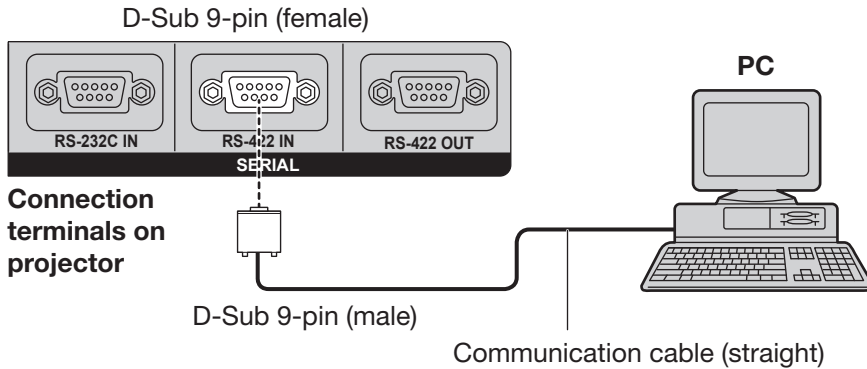 D-Sub 9-pin (female)
PC
RS-232C IN
RS-422 IN
RS-422 OUT
SERIAL
Connection
terminals on
projector
D-Sub 9-pin (male)
Communication cable (straight)